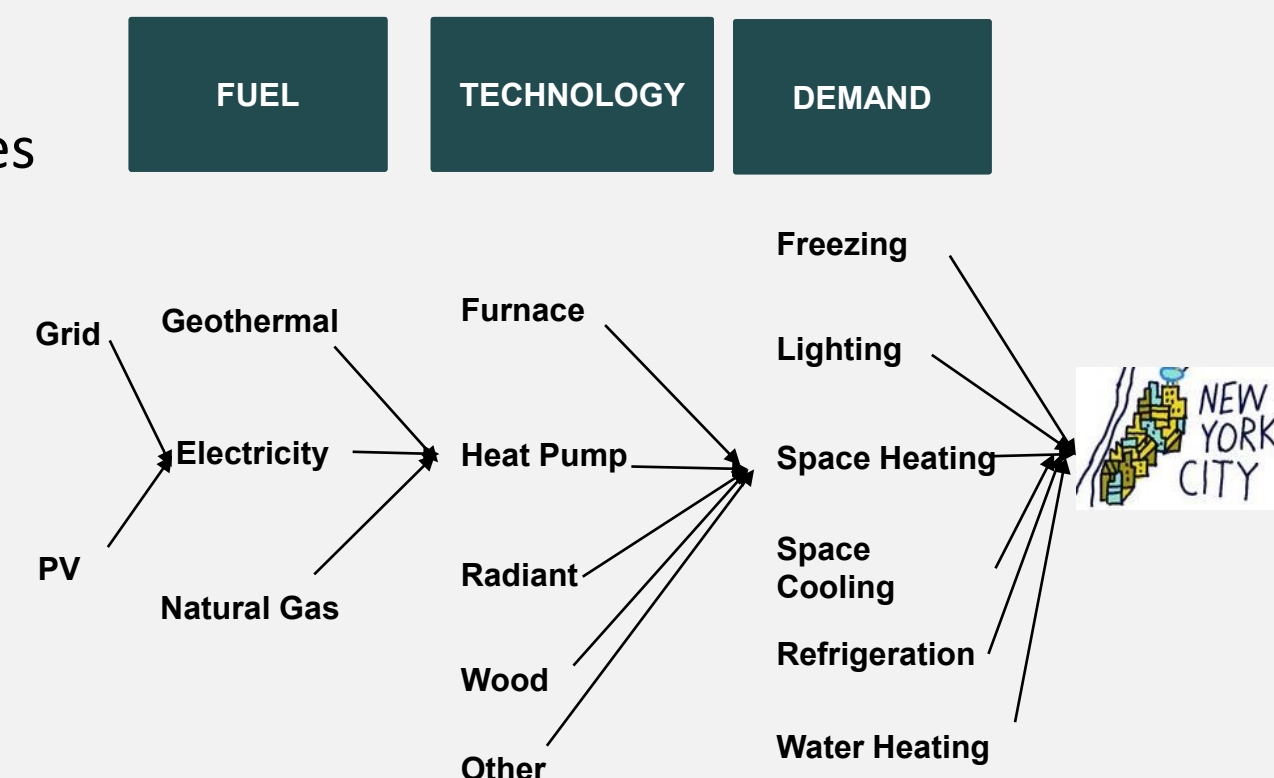 FUEL
TECHNOLOGY
DEMAND
es
Grid
PV
Geothermal
Electricity
Natural Gas
Furnace
Heat Pump
Radiant
Wood
Other
Freezing
Lighting
Space Heating
Space
Cooling
Refrigeration
Water Heating
NEW
YORK
CITY